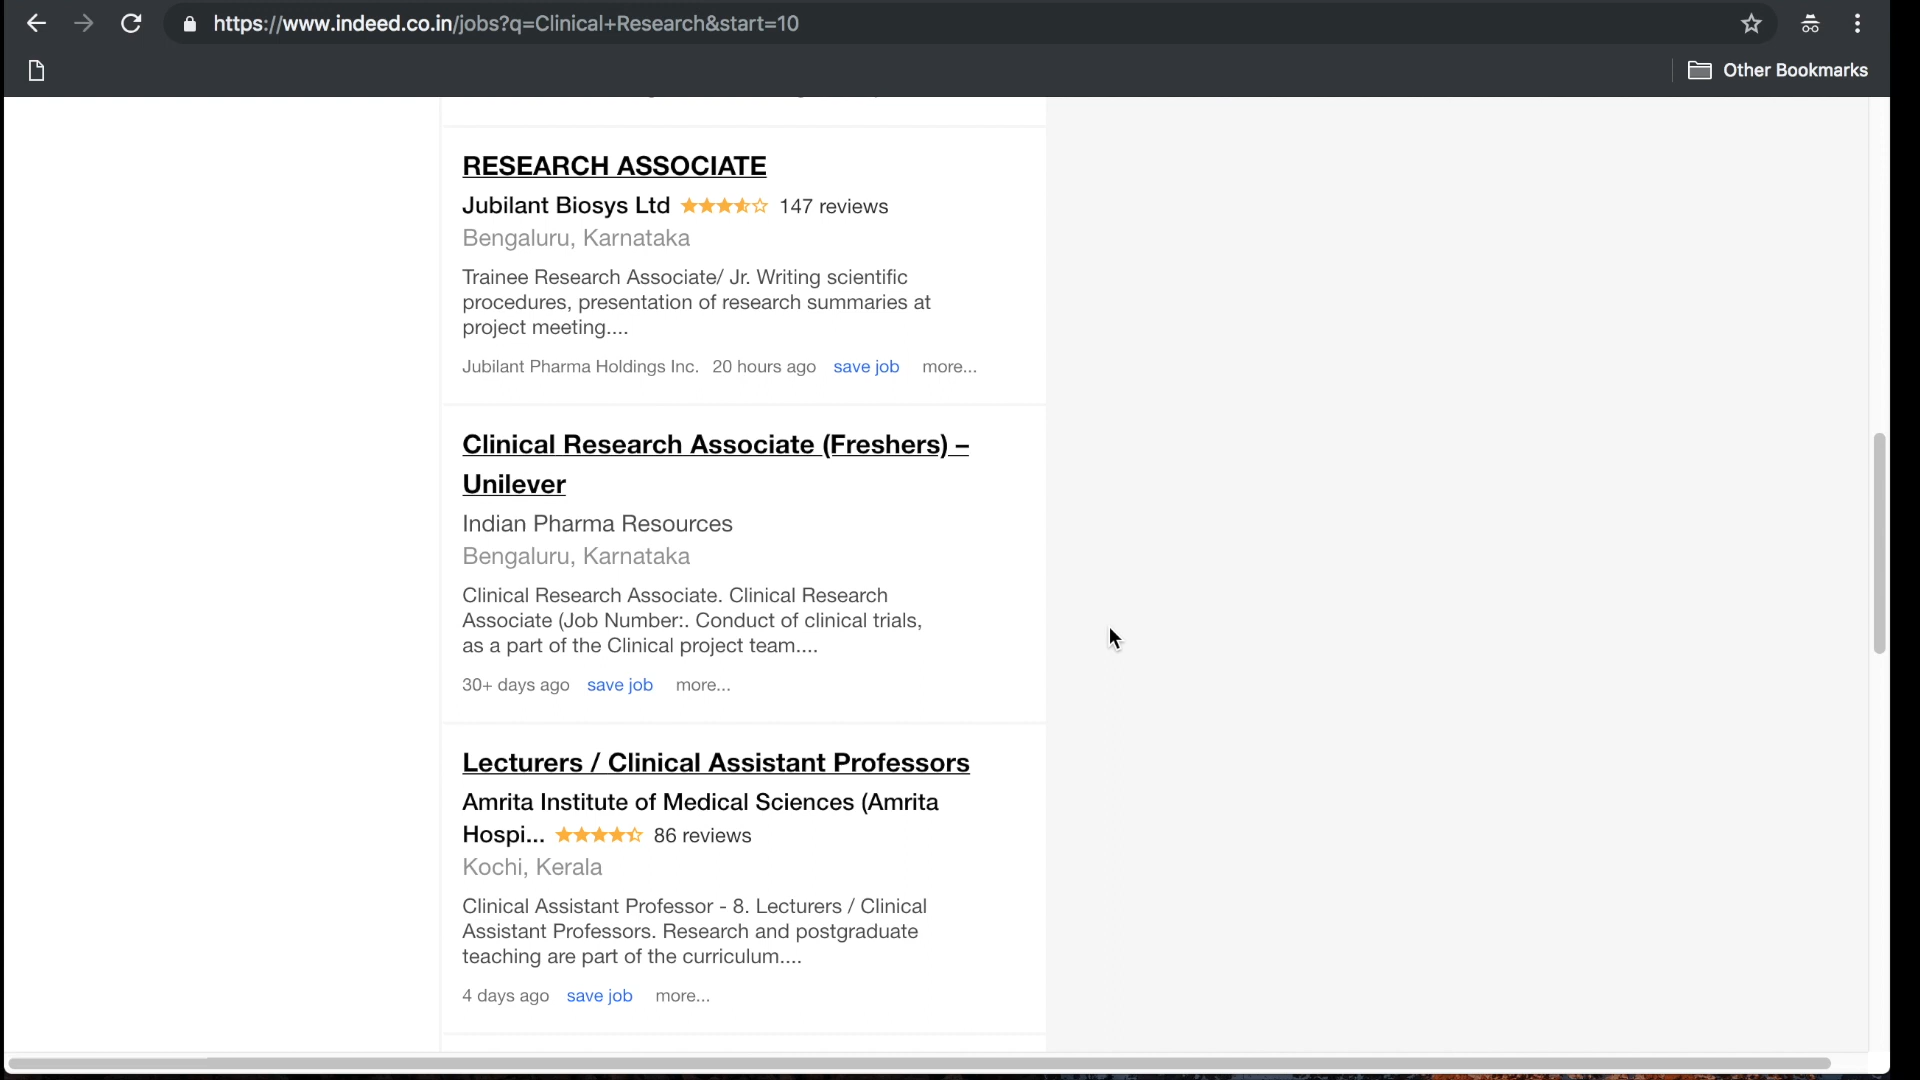 https://www.indeed.co.in/jobs?q=Clinical+Research&start=10
Other Bookmarks
RESEARCH ASSOCIATE
Jubilant Biosys Ltd 147 reviews
Bengaluru, Karnataka
Trainee Research Associate/ Jr. Writing scientific
procedures, presentation of research summaries at
project meeting....
Jubilant Pharma Holdings Inc. 20 hours ago save job more...
Clinical Research Associate (Freshers) –
Unilever
Indian Pharma Resources
Bengaluru, Karnataka
Clinical Research Associate. Clinical Research
Associate (Job Number:. Conduct of clinical trials,
as a part of the Clinical project team....
30+ days ago save job more...
Lecturers / Clinical Assistant Professors
Amrita Institute of Medical Sciences (Amrita
Hospi... 86 reviews
Kochi, Kerala
Clinical Assistant Professor - 8. Lecturers / Clinical
Assistant Professors. Research and postgraduate
teaching are part of the curriculum....
4 days ago save job more...